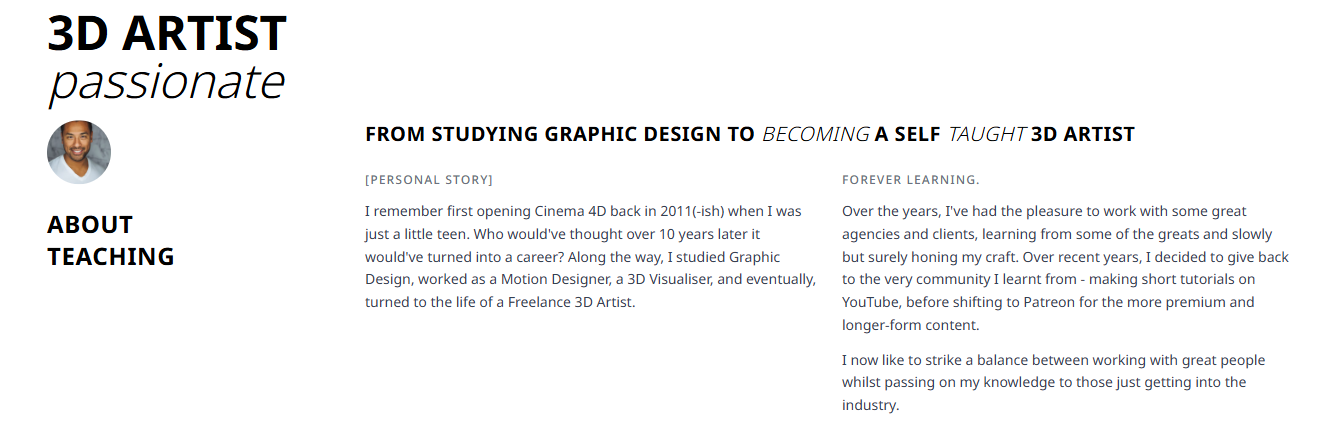 3D ARTIST
passionate
ABOUT
TEACHING
FROM STUDYING GRAPHIC DESIGN TO BECOMING A SELF TAUGHT 3D ARTIST
[PERSONAL STORY]
I remember first opening Cinema 4D back in 2011(-ish) when I was
just a little teen. Who would've thought over 10 years later it
would've turned into a career? Along the way, I studied Graphic
Design, worked as a Motion Designer, a 3D Visualiser, and eventually,
turned to the life of a Freelance 3D Artist.
FOREVER LEARNING.
Over the years, I've had the pleasure to work with some great
agencies and clients, learning from some of the greats and slowly
but surely honing my craft. Over recent years, I decided to give back
to the very community I learnt from - making short tutorials on
YouTube, before shifting to Patreon for the more premium and
longer-form content.
I now like to strike a balance between working with great people
whilst passing on my knowledge to those just getting into the
industry.